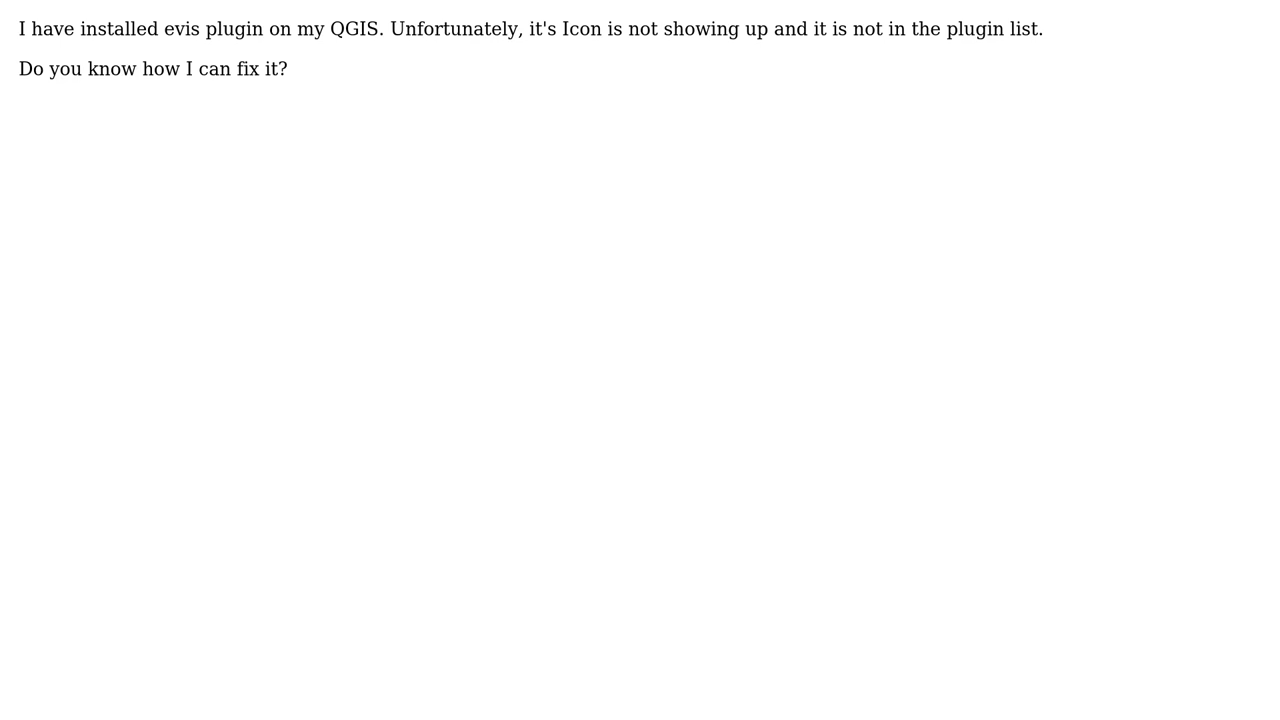 I have installed evis plugin on my QGIS. Unfortunately, it's Icon is not showing up and it is not in the plugin list.
Do you know how I can fix it?